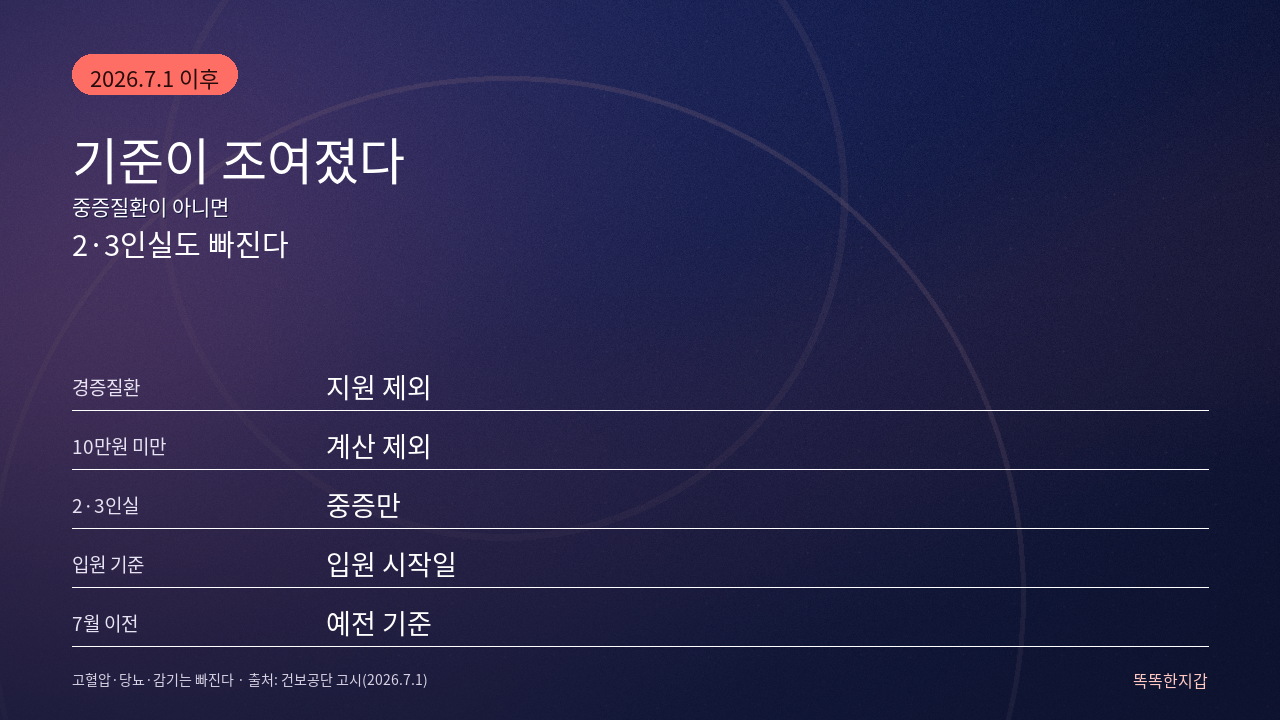 2026.7.1 이후
기준이 조여졌다
중증질환이 아니면
2·3인실도 빠진다
경증질환 지원 제외
10만원 미만 계산 제외
2·3인실 중증만
입원 기준 입원 시작일
7월 이전 예전 기준
고혈압·당뇨·감기는 빠진다 · 출처: 건보공단 고시(2026.7.1)
똑똑한지갑